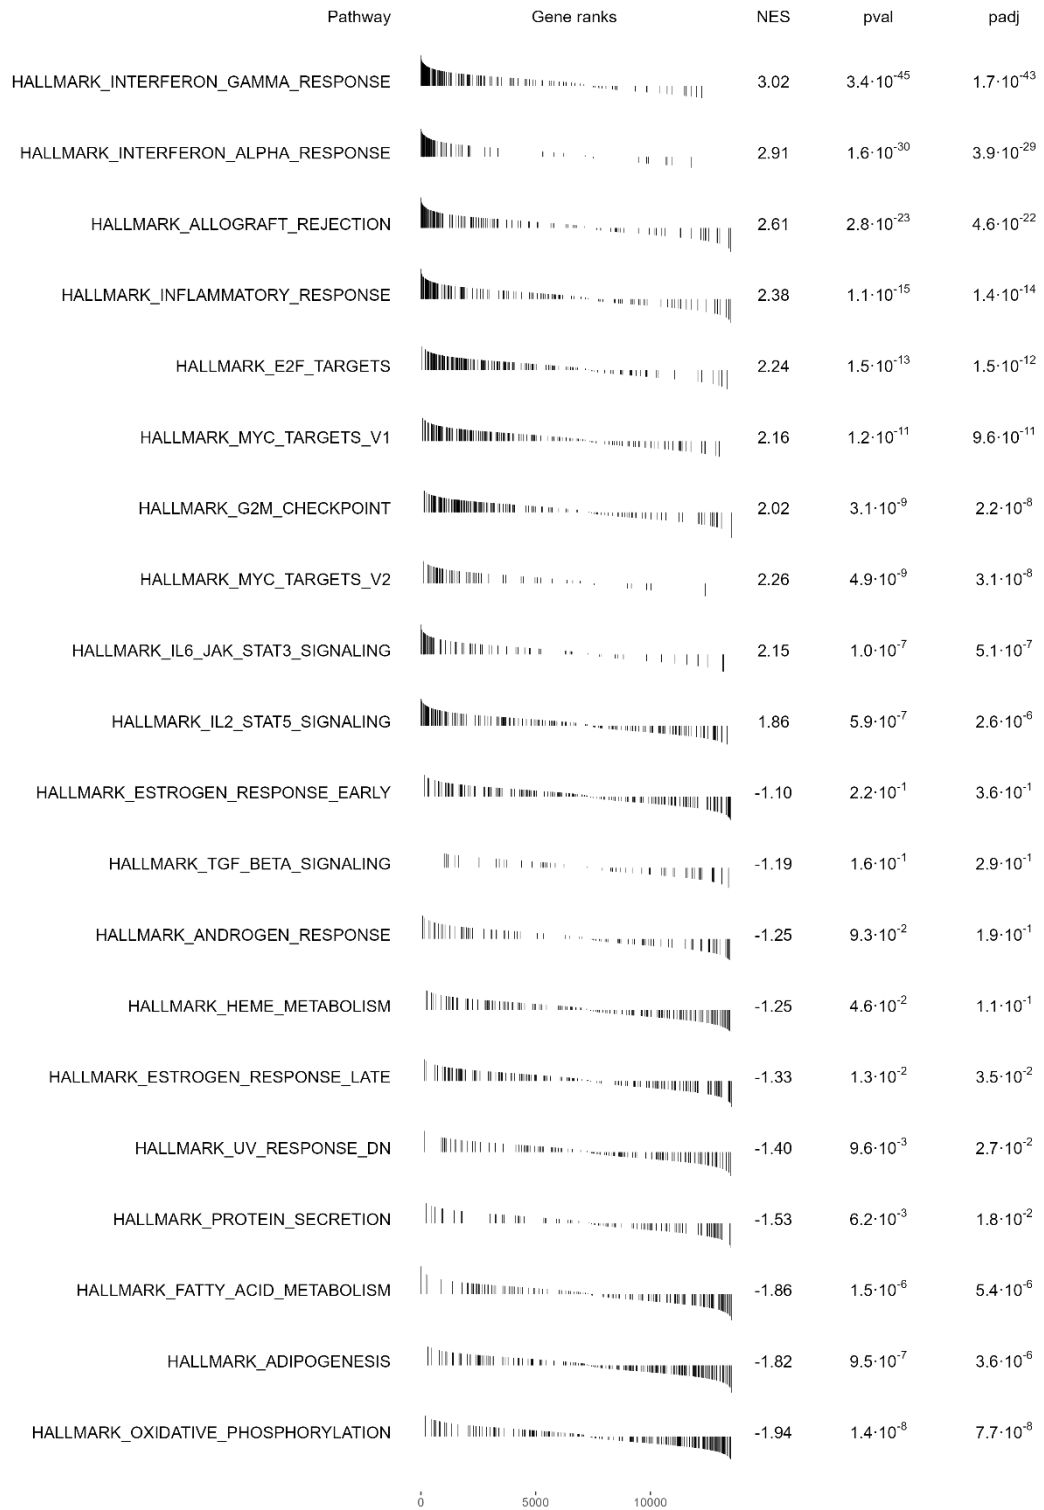 Pathway Gene ranks NES pval padj
HALLMARK_INTERFERON_GAMMA_RESPONSE 3.02 3.4·10⁻⁴⁵ 1.7·10⁻⁴³
HALLMARK_INTERFERON_ALPHA_RESPONSE 2.91 1.6·10⁻³⁰ 3.9·10⁻²⁹
HALLMARK_ALLOGRAFT_REJECTION 2.61 2.8·10⁻²³ 4.6·10⁻²²
HALLMARK_INFLAMMATORY_RESPONSE 2.38 1.1·10⁻¹⁵ 1.4·10⁻¹⁴
HALLMARK_E2F_TARGETS 2.24 1.5·10⁻¹³ 1.5·10⁻¹²
HALLMARK_MYC_TARGETS_V1 2.16 1.2·10⁻¹¹ 9.6·10⁻¹¹
HALLMARK_G2M_CHECKPOINT 2.02 3.1·10⁻⁹ 2.2·10⁻⁸
HALLMARK_MYC_TARGETS_V2 2.26 4.9·10⁻⁹ 3.1·10⁻⁸
HALLMARK_IL6_JAK_STAT3_SIGNALING 2.15 1.0·10⁻⁷ 5.1·10⁻⁷
HALLMARK_IL2_STAT5_SIGNALING 1.86 5.9·10⁻⁷ 2.6·10⁻⁶
HALLMARK_ESTROGEN_RESPONSE_EARLY -1.10 2.2·10⁻¹ 3.6·10⁻¹
HALLMARK_TGF_BETA_SIGNALING -1.19 1.6·10⁻¹ 2.9·10⁻¹
HALLMARK_ANDROGEN_RESPONSE -1.25 9.3·10⁻² 1.9·10⁻¹
HALLMARK_HEME_METABOLISM -1.25 4.6·10⁻² 1.1·10⁻¹
HALLMARK_ESTROGEN_RESPONSE_LATE -1.33 1.3·10⁻² 3.5·10⁻²
HALLMARK_UV_RESPONSE_DN -1.40 9.6·10⁻³ 2.7·10⁻²
HALLMARK_PROTEIN_SECRETION -1.53 6.2·10⁻³ 1.8·10⁻²
HALLMARK_FATTY_ACID_METABOLISM -1.86 1.5·10⁻⁶ 5.4·10⁻⁶
HALLMARK_ADIPOGENESIS -1.82 9.5·10⁻⁷ 3.6·10⁻⁶
HALLMARK_OXIDATIVE_PHOSPHORYLATION -1.94 1.4·10⁻⁸ 7.7·10⁻⁸
0 5000 10000